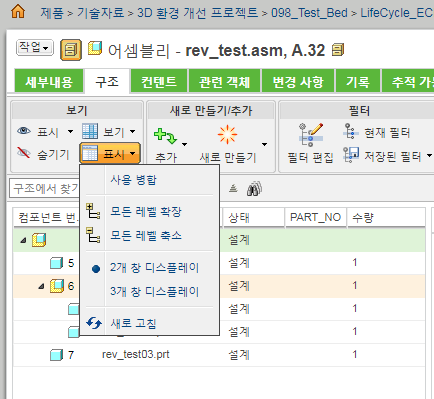 제품 > 기술자료 > 3D 환경 개선 프로젝트 > 098_Test_Bed > LifeCycle_EC
작업 어셈블리 - rev_test.asm, A.32
세부내용 구조 컨텐트 관련 객체 변경 사항 기록 추적 가
보기 새로 만들기/추가 필터
표시 보기 현재 필터
숨기기 표시 추가 새로 만들기 필터 편집 저장된 필터
구조에서 찾기
사용 병합
컴포넌트 번 상태 PART_NO 수량
모든 레벨 확장
모든 레벨 축소
설계
5 2개 창 디스플레이 설계 1
6 3개 창 디스플레이 설계 1
설계 1
새로 고침 설계 1
7 rev_test03.prt 설계 1